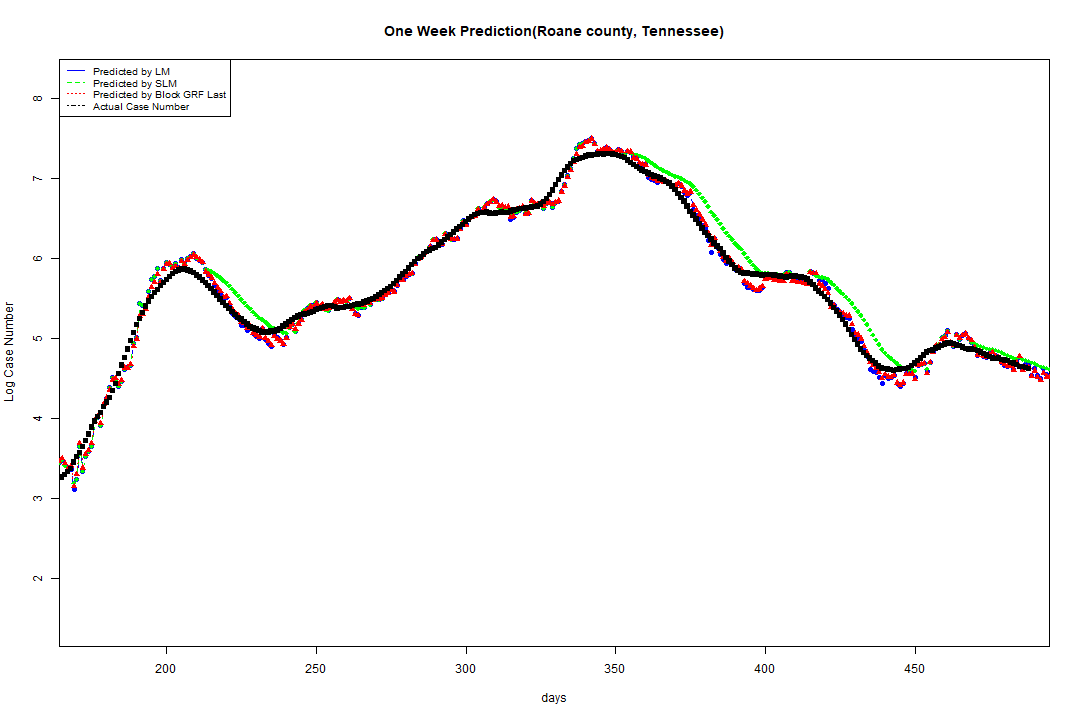 One Week Prediction(Roane county, Tennessee)
Predicted by LM
Predicted by SLM
Predicted by Block GRF Last
Actual Case Number
8
7
6
5
4
3
2
Log Case Number
200 250 300 350 400 450
days